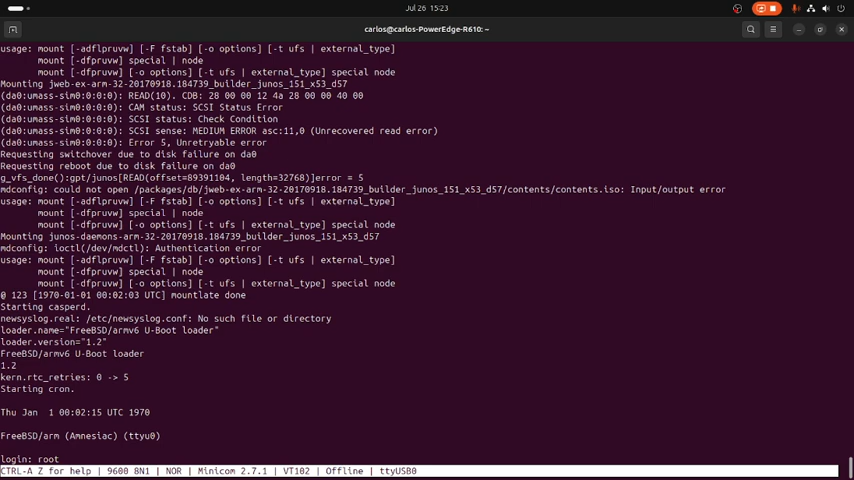 Jul 26 15:23
carlos@carlos-PowerEdge-R610: ~
usage: mount [-adflpruvw] [-F fstab] [-o options] [-t ufs | external_type]
       mount [-dfpruvw] special | node
       mount [-dfpruvw] [-o options] [-t ufs | external_type] special node
Mounting jweb-ex-arm-32-20170918.184739_builder_junos_151_x53_d57
(da0:umass-sim0:0:0:0): READ(10). CDB: 28 00 00 12 4a 28 00 00 40 00
(da0:umass-sim0:0:0:0): CAM status: SCSI Status Error
(da0:umass-sim0:0:0:0): SCSI status: Check Condition
(da0:umass-sim0:0:0:0): SCSI sense: MEDIUM ERROR asc:11,0 (Unrecovered read error)
(da0:umass-sim0:0:0:0): Error 5, Unretryable error
Requesting switchover due to disk failure on da0
Requesting reboot due to disk failure on da0
g_vfs_done():gpt/junos[READ(offset=89391104, length=32768)]error = 5
mdconfig: could not open /packages/db/jweb-ex-arm-32-20170918.184739_builder_junos_151_x53_d57/contents/contents.iso: Input/output error
usage: mount [-adflpruvw] [-F fstab] [-o options] [-t ufs | external_type]
       mount [-dfpruvw] special | node
       mount [-dfpruvw] [-o options] [-t ufs | external_type] special node
Mounting junos-daemons-arm-32-20170918.184739_builder_junos_151_x53_d57
mdconfig: ioctl(/dev/mdctl): Authentication error
usage: mount [-adflpruvw] [-F fstab] [-o options] [-t ufs | external_type]
       mount [-dfpruvw] special | node
       mount [-dfpruvw] [-o options] [-t ufs | external_type] special node
@ 123 [1970-01-01 00:02:03 UTC] mountlate done
Starting casperd.
newsyslog.real: /etc/newsyslog.conf: No such file or directory
loader.name="FreeBSD/armv6 U-Boot loader"
loader.version="1.2"
FreeBSD/armv6 U-Boot loader
1.2
kern.rtc_retries: 0 -> 5
Starting cron.
Thu Jan  1 00:02:15 UTC 1970
FreeBSD/arm (Amnesiac) (ttyu0)
login: root
CTRL-A Z for help | 9600 8N1 | NOR | Minicom 2.7.1 | VT102 | Offline | ttyUSB0